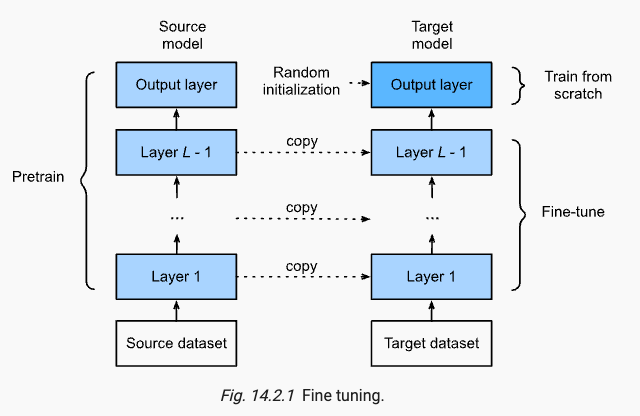 Source
model
Target
model
Output layer
Random
initialization
Output layer
Train from
scratch
Layer L - 1
copy
Layer L - 1
Pretrain
...
copy
...
Fine-tune
Layer 1
copy
Layer 1
Source dataset
Target dataset
Fig. 14.2.1 Fine tuning.